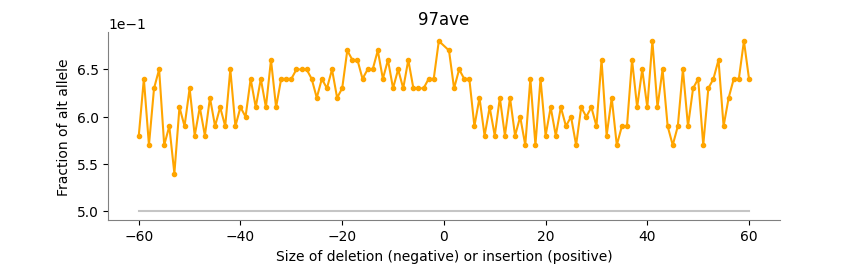 97ave
1e−1
Fraction of alt allele
6.5
6.0
5.5
5.0
−60 −40 −20 0 20 40 60
Size of deletion (negative) or insertion (positive)